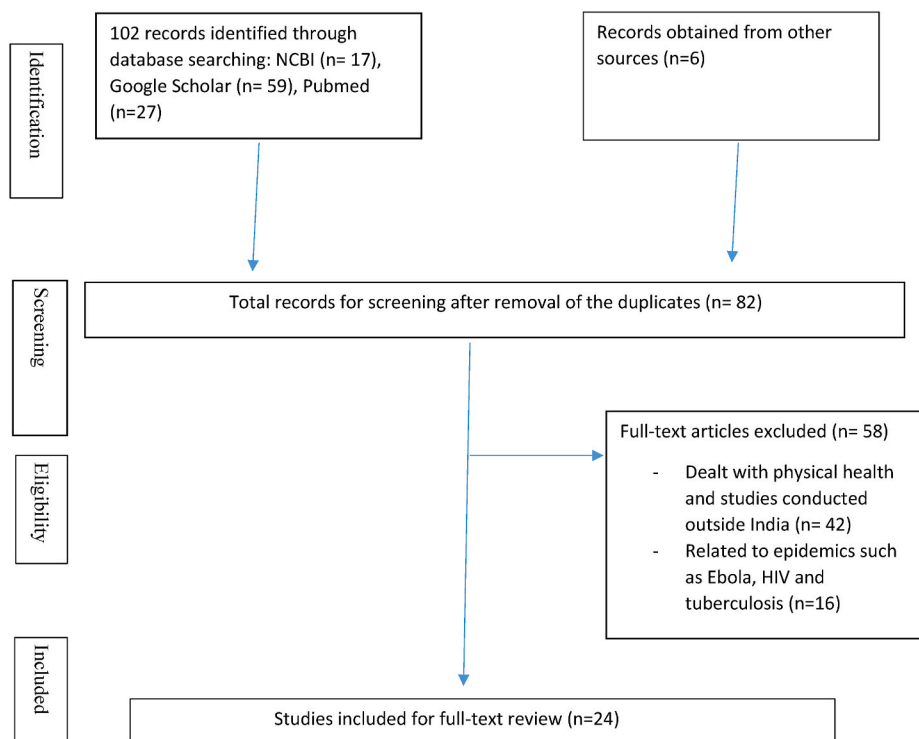 Identification
102 records identified through
database searching: NCBI (n= 17),
Google Scholar (n= 59), Pubmed
(n=27)
Records obtained from other
sources (n=6)
Screening
Total records for screening after removal of the duplicates (n= 82)
Eligibility
Full-text articles excluded (n= 58)
- Dealt with physical health
and studies conducted
outside India (n= 42)
- Related to epidemics such
as Ebola, HIV and
tuberculosis (n=16)
Included
Studies included for full-text review (n=24)